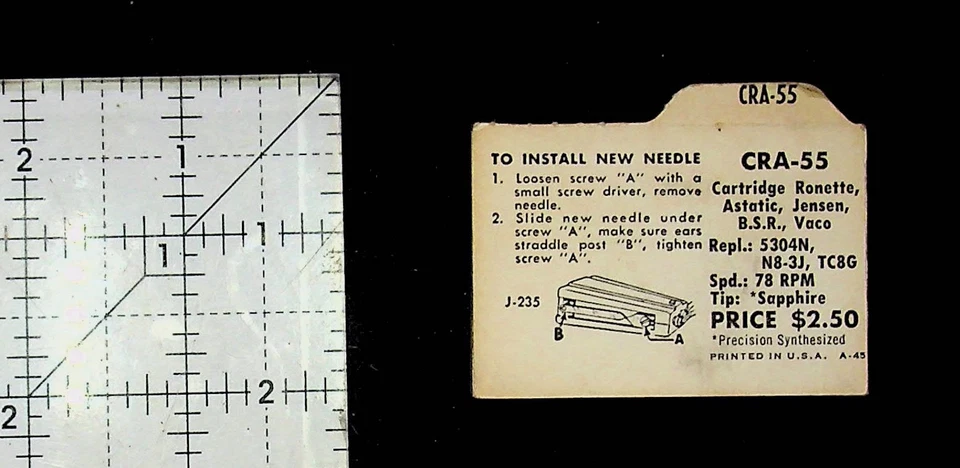 CRA-55
TO INSTALL NEW NEEDLE
1. Loosen screw "A" with a
small screw driver, remove
needle.
2. Slide new needle under
screw "A", make sure ears
straddle post "B", tighten
screw "A".
J-235
B
A
CRA-55
Cartridge Ronette,
Astatic, Jensen,
B.S.R., Vaco
Repl.: 5304N,
N8-3J, TC8G
Spd.: 78 RPM
Tip: *Sapphire
PRICE $2.50
*Precision Synthesized
PRINTED IN U.S.A. A-45
2 1
1
1
2
2